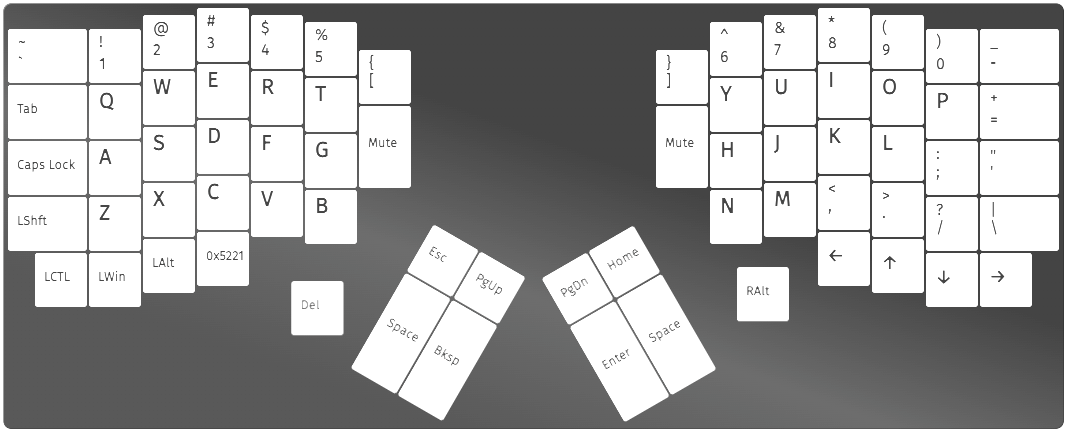 ~
`
!
1
@
2
#
3
$
4
%
5
{
[
}
]
^
6
&
7
*
8
(
9
)
0
_
-
Tab
Q
W
E
R
T
Mute
Mute
Y
U
I
O
P
+
=
Caps Lock
A
S
D
F
G
H
J
K
L
:
;
"
'
LShft
Z
X
C
V
B
N
M
<
,
>
.
?
/
|
\
LCTL
LWin
LAlt
0x5221
Del
Esc
PgUp
Space
Bksp
PgDn
Home
Enter
Space
RAlt
←
↑
↓
→